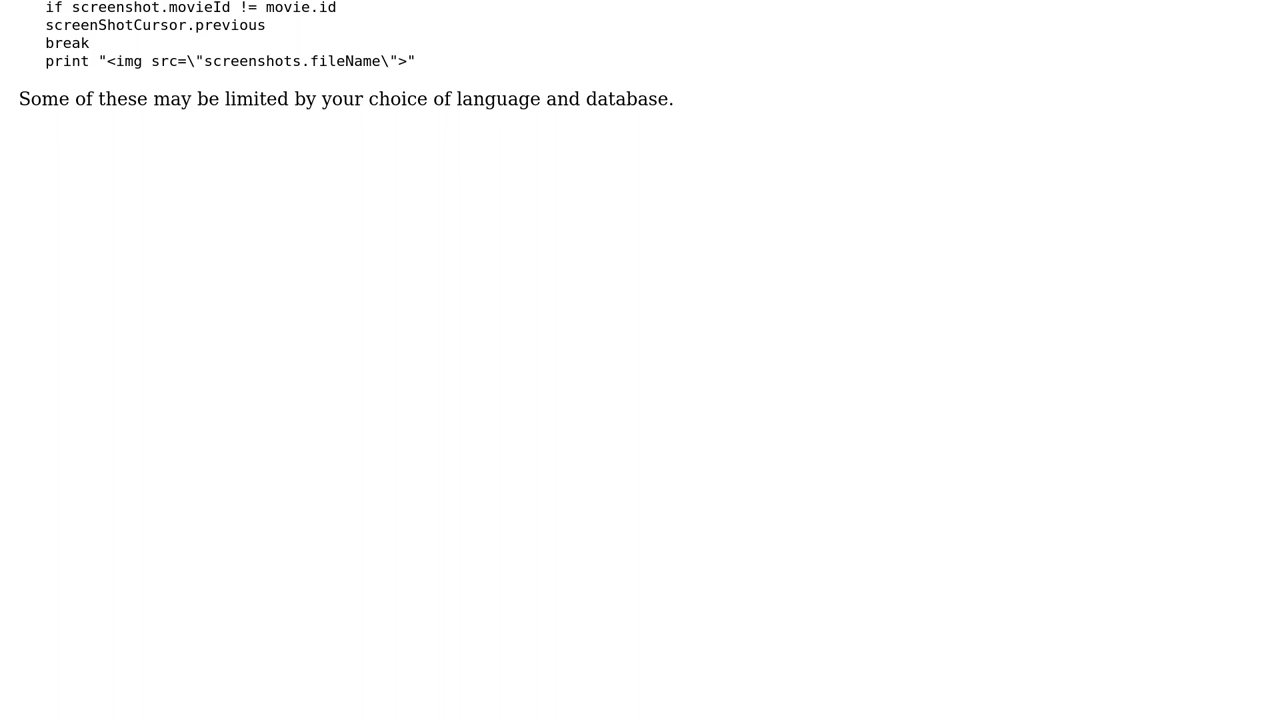 if screenshot.movieId != movie.id
screenShotCursor.previous
break
print "<img src=\"screenshots.fileName\">"
Some of these may be limited by your choice of language and database.